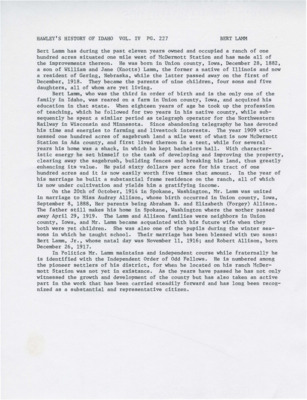 HAWLEY'S HISTORY OF IDAHO VOL. IV PG. 227 BERT LAMM
Bert Lamm has during the past eleven years owned and occupied a ranch of one
hundred acres situated one mile west of McDermott Station and has made all of
the improvements thereon. He was born in Union county, Iowa, December 28, 1882,
a son of William and Jane (Knotts) Lamm, the former a native of Illinois and now
a resident of Gering, Nebraska, while the latter passed away on the first of
December, 1918. They became the parents of nine children, four sons and five
daughters, all of whom are yet living.
Bert Lamm, who was the third in order of birth and is the only one of the
family in Idaho, was reared on a farm in Union county, Iowa, and acquired his
education in that state. When eighteen years of age he took up the profession
of teaching, which he followed for two years in his native county, while sub-
sequently he spent a similar period as telegraph operator for the Northwestern
Railway in Wisconsin and Minnesota. Since abandoning telegraphy he has devoted
his time and energies to farming and livestock interests. The year 1909 wit-
nessed one hundred acres of sagebrush land a mile west of what is now McDermott
Station in Ada county, and first lived thereon in a tent, while for several
years his home was a shack, in which he kept bachelors hall. With character-
istic energy he set himself to the task of developing and improving the property,
clearing away the sagebrush, building fences and breaking his land, thus greatly
enhancing its value. He paid sixty dollars per acre for his tract of one
hundred acres and it is now easily worth five times that amount. In the year of
his marriage he built a substantial frame residence on the ranch, all of which
is now under cultivation and yields him a gratifying income.
On the 20th of October, 1914 in Spokane, Washington, Mr. Lamm was united
in marriage to Miss Audrey Allison, whose birth occurred in Union county, Iowa,
September 8, 1889, her parents being Abraham B. and Elizabeth (Forgey) Allison.
The father still makes his home in Spokane, Washington where the mother passed
away April 29, 1919. The Lamm and Allison families were neighbors in Union
county, Iowa, and Mr. Lamm became acquainted with his future wife when they
both were yet children. She was also one of the pupils during the winter sea-
sons in which he taught school. Their marriage has been blessed with two sons:
Bert Lamm, Jr., whose natal day was November 11, 1916; and Robert Allison, born
December 26, 1917.
In Politics Mr. Lamm maintains and independent course while fraternally he
is identified with the Independent Order of Odd Fellows. He is numbered among
the pioneer settlers of his district, for when he located on his ranch McDer-
mott Station was not yet in existence. As the years have passed he has not only
witnessed the growth and development of the county but has also taken an active
part in the work that has been carried steadily forward and has long been recog-
nized as a substantial and reliable citizen.